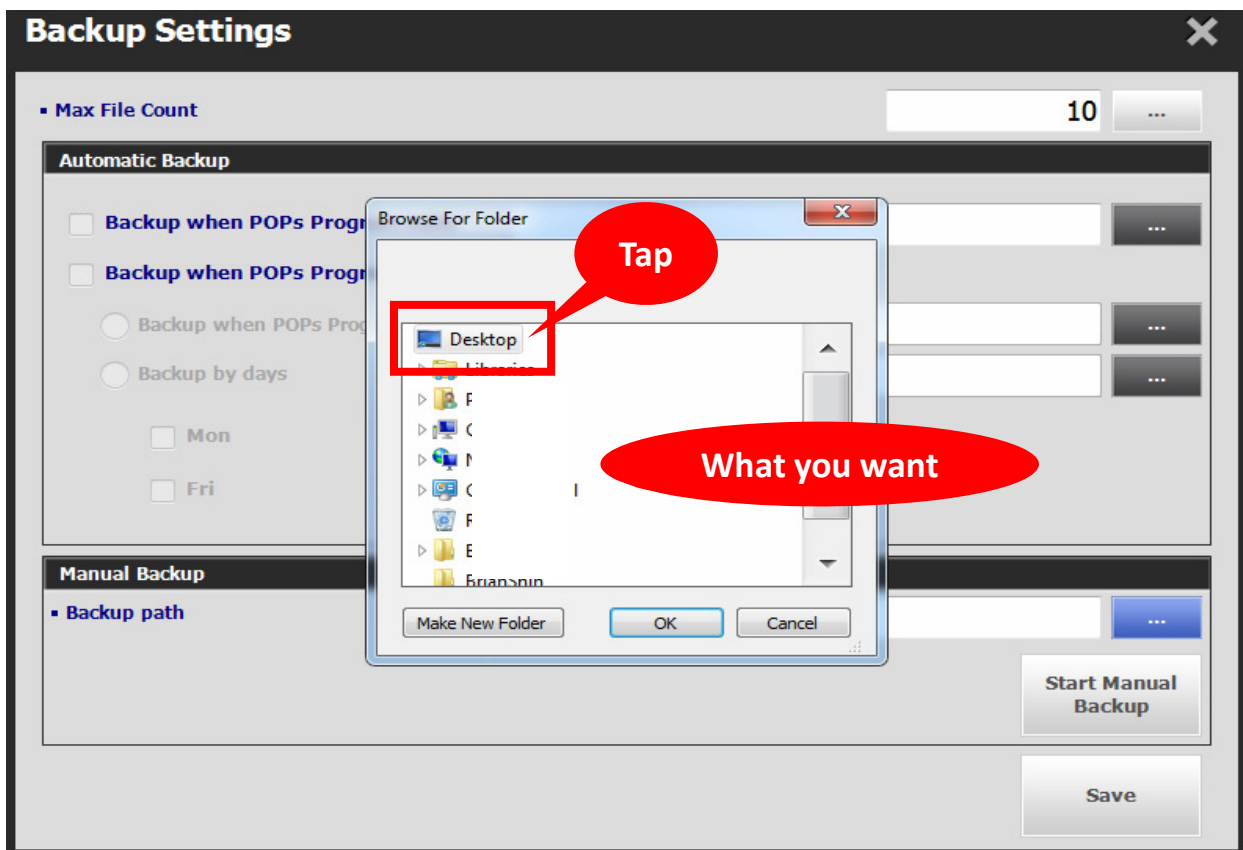 Backup Settings
Max File Count
10 ...
Automatic Backup
Backup when POPs Progr
...
Backup when POPs Progr
Backup when POPs Prog
...
Backup by days
...
Mon
Fri
Browse For Folder
Tap
Desktop
Libraries
What you want
Make New Folder
OK
Cancel
Manual Backup
Backup path
...
Start Manual
Backup
Save